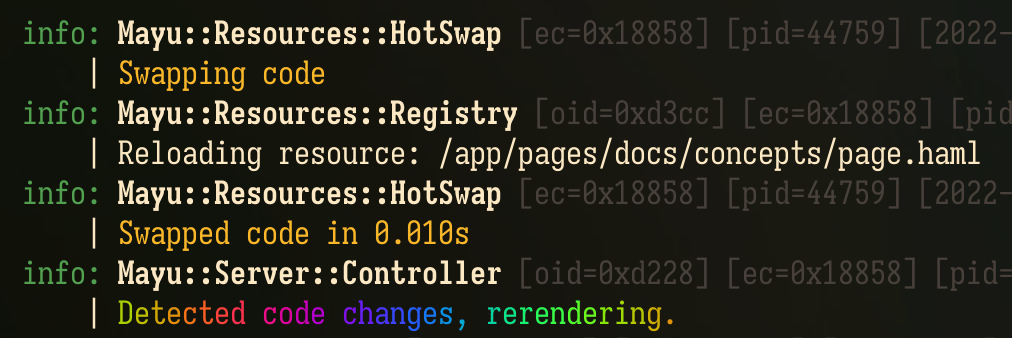 info: Mayu::Resources::HotSwap [ec=0x18858] [pid=44759] [2022-
| Swapping code
info: Mayu::Resources::Registry [oid=0xd3cc] [ec=0x18858] [pid
| Reloading resource: /app/pages/docs/concepts/page.haml
info: Mayu::Resources::HotSwap [ec=0x18858] [pid=44759] [2022-
| Swapped code in 0.010s
info: Mayu::Server::Controller [oid=0xd228] [ec=0x18858] [pid=
| Detected code changes, rerendering.